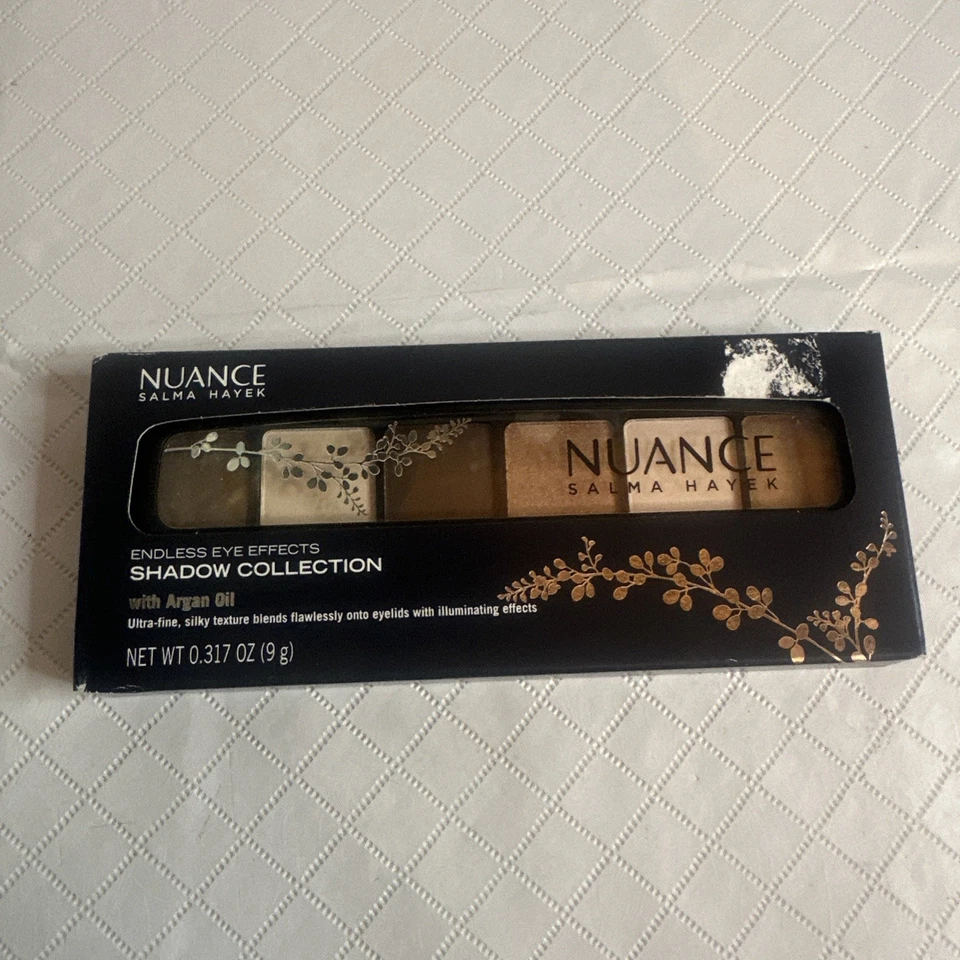 NUANCE
SALMA HAYEK
NUANCE
SALMA HAYEK
ENDLESS EYE EFFECTS
SHADOW COLLECTION
with Argan Oil
Ultra-fine, silky texture blends flawlessly onto eyelids with illuminating effects
NET WT 0.317 OZ (9 g)